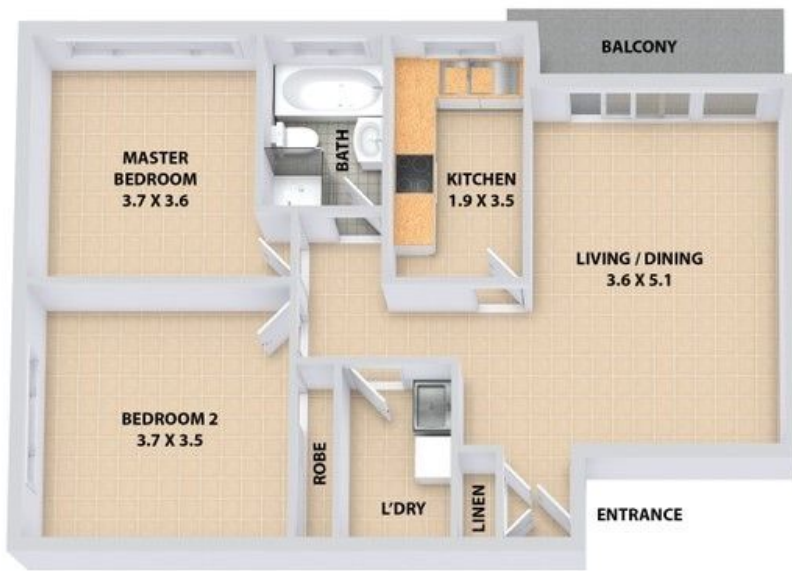 BALCONY
MASTER
BEDROOM
3.7 X 3.6
BATH
KITCHEN
1.9 X 3.5
LIVING / DINING
3.6 X 5.1
BEDROOM 2
3.7 X 3.5
ROBE
L'DRY
LINEN
ENTRANCE